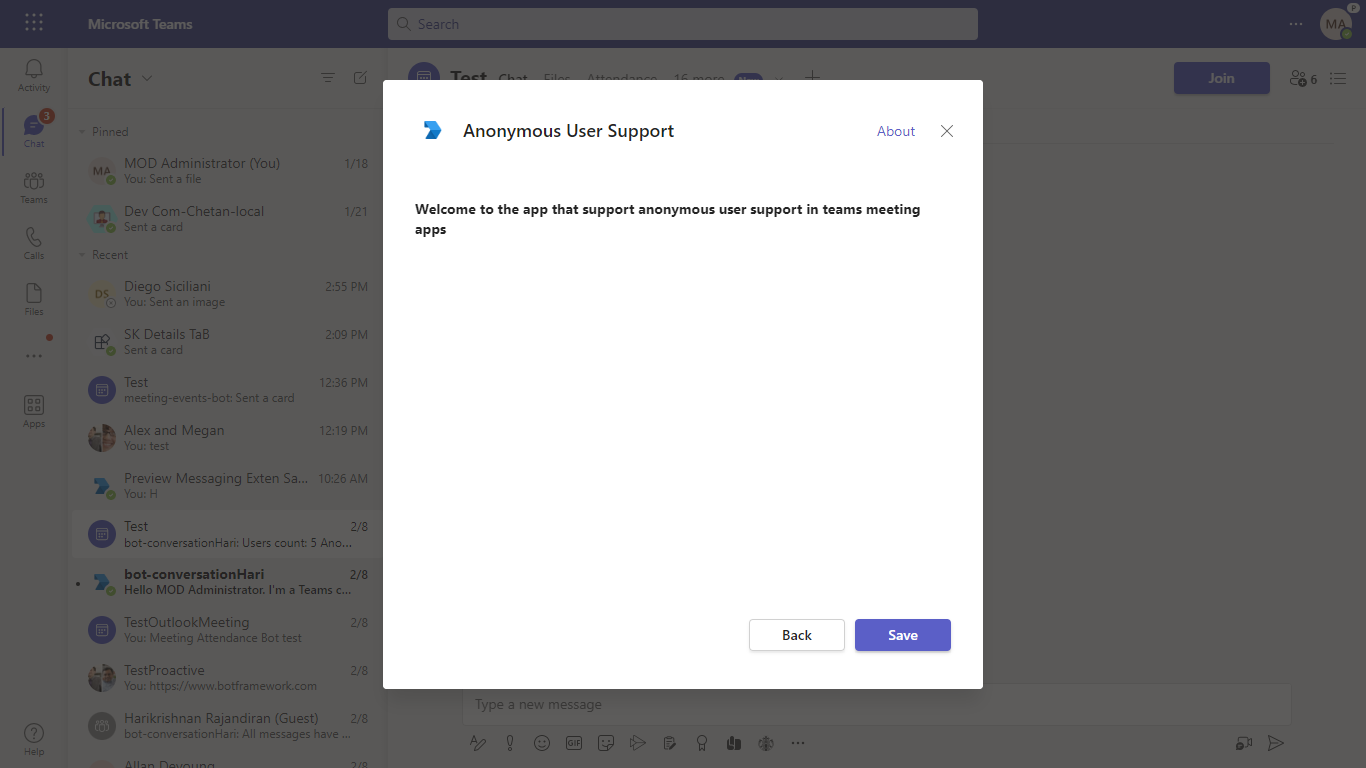 Microsoft Teams
Search
MA
P
Activity
3
Chat
Teams
Calls
Files
Apps
Help
Chat
Pinned
MA
MOD Administrator (You) 1/18
You: Sent a file
Dev Com-Chetan-local 1/21
Sent a card
Recent
DS
Diego Siciliani 2:55 PM
You: Sent an image
SK Details TaB 2:09 PM
Sent a card
Test 12:36 PM
meeting-events-bot: Sent a card
Alex and Megan 12:19 PM
You: test
Preview Messaging Exten Sa... 10:26 AM
You: H
Test 2/8
bot-conversationHari: Users count: 5 Ano...
bot-conversationHari 2/8
Hello MOD Administrator. I'm a Teams c...
TestOutlookMeeting 2/8
You: Meeting Attendance Bot test
TestProactive 2/8
You: https://www.botframework.com
Harikrishnan Rajandiran (Guest) 2/8
bot-conversationHari: All messages have ...
Allan Deyoung 2/8
Test Chat Files Attendance 16 more New
Join
6
Anonymous User Support
About
Welcome to the app that support anonymous user support in teams meeting
apps
Back
Save
Type a new message
GIF